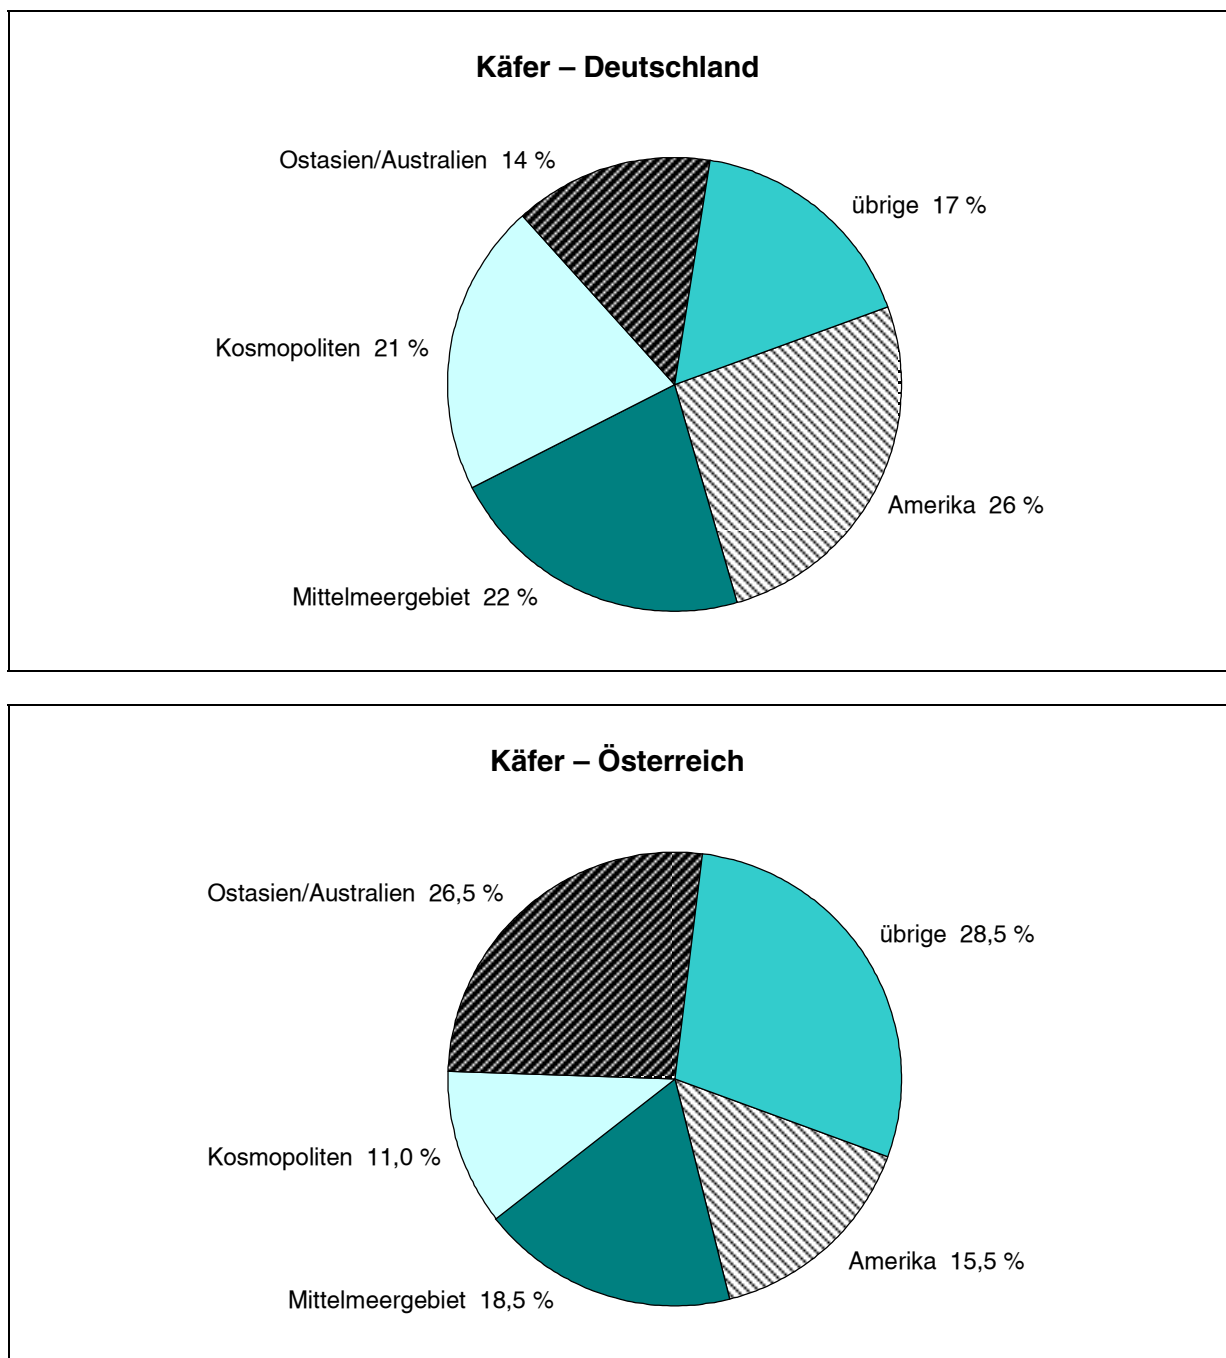 Käfer – Deutschland
Ostasien/Australien 14 %
übrige 17 %
Kosmopoliten 21 %
Amerika 26 %
Mittelmeergebiet 22 %
Käfer – Österreich
Ostasien/Australien 26,5 %
übrige 28,5 %
Kosmopoliten 11,0 %
Amerika 15,5 %
Mittelmeergebiet 18,5 %